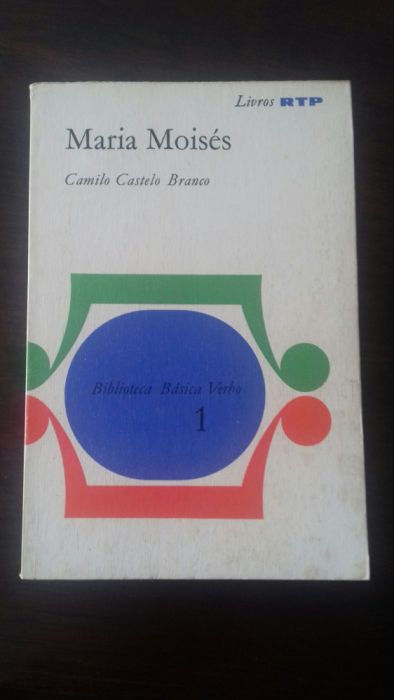 Livros RTP
Maria Moisés
Camilo Castelo Branco
Biblioteca Básica Verbo
1